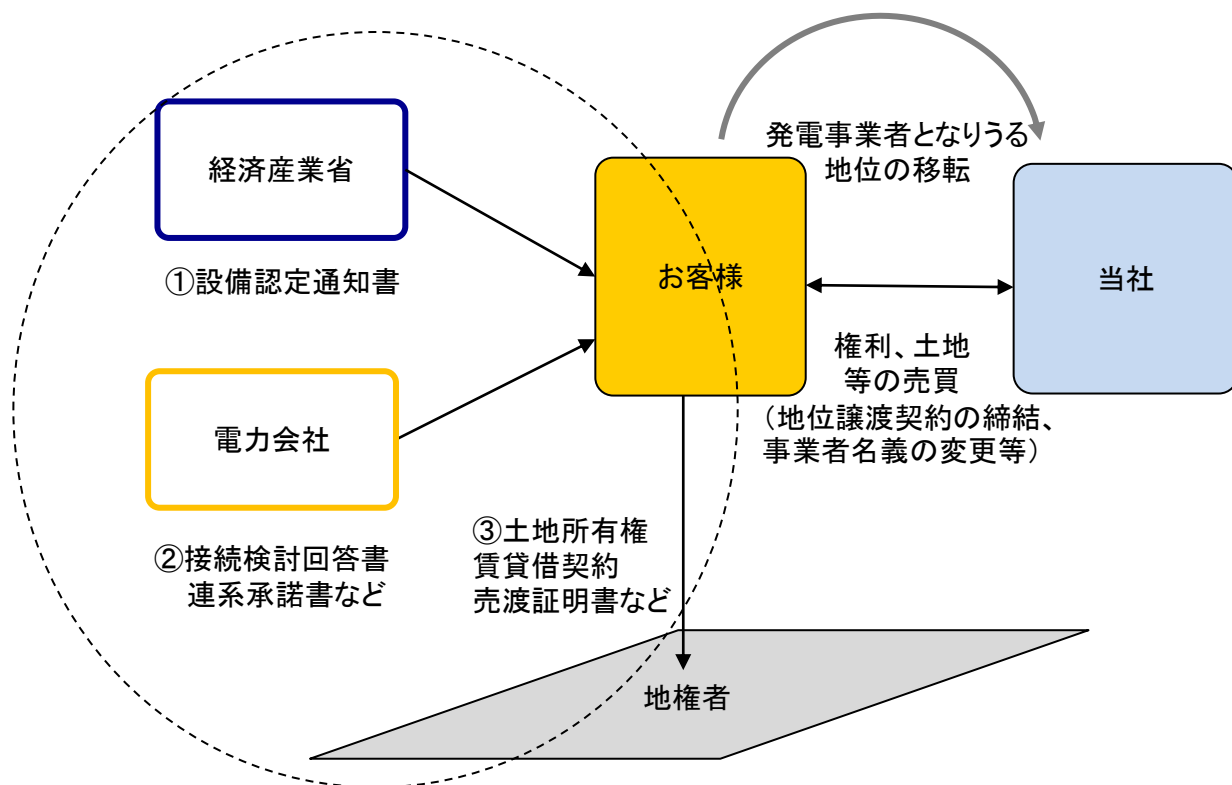 経済産業省
①設備認定通知書
電力会社
②接続検討回答書
連系承諾書など
お客様
発電事業者となりうる
地位の移転
当社
権利、土地
等の売買
（地位譲渡契約の締結、
事業者名義の変更等）
③土地所有権
賃貸借契約
売渡証明書など
地権者